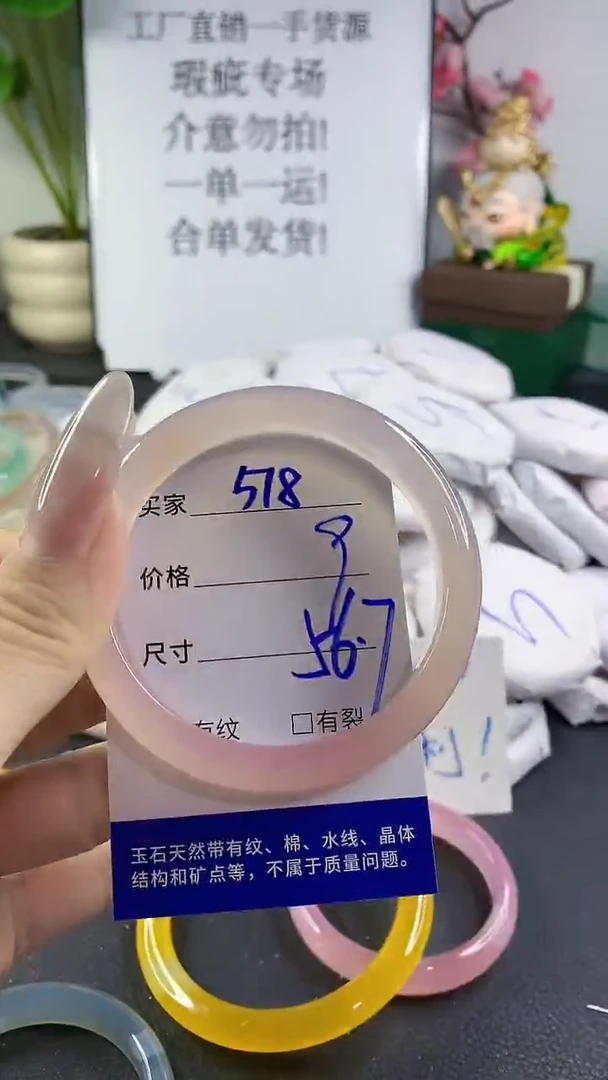 工厂直销一手货源
瑕疵专场
介意勿拍!
一单一运!
合单发货!
买家 578
价格 8
尺寸 56.7
有纹 □有裂
玉石天然带有纹、棉、水线、晶体
结构和矿点等，不属于质量问题。